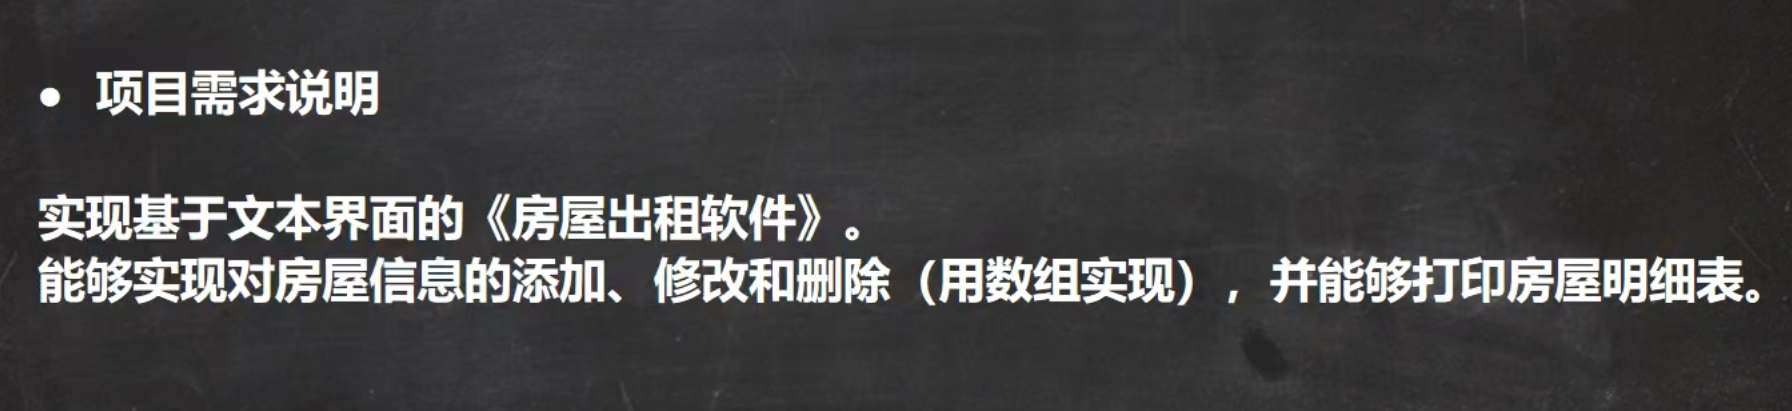 ● 项目需求说明
实现基于文本界面的《房屋出租软件》。
能够实现对房屋信息的添加、修改和删除（用数组实现），并能够打印房屋明细表。